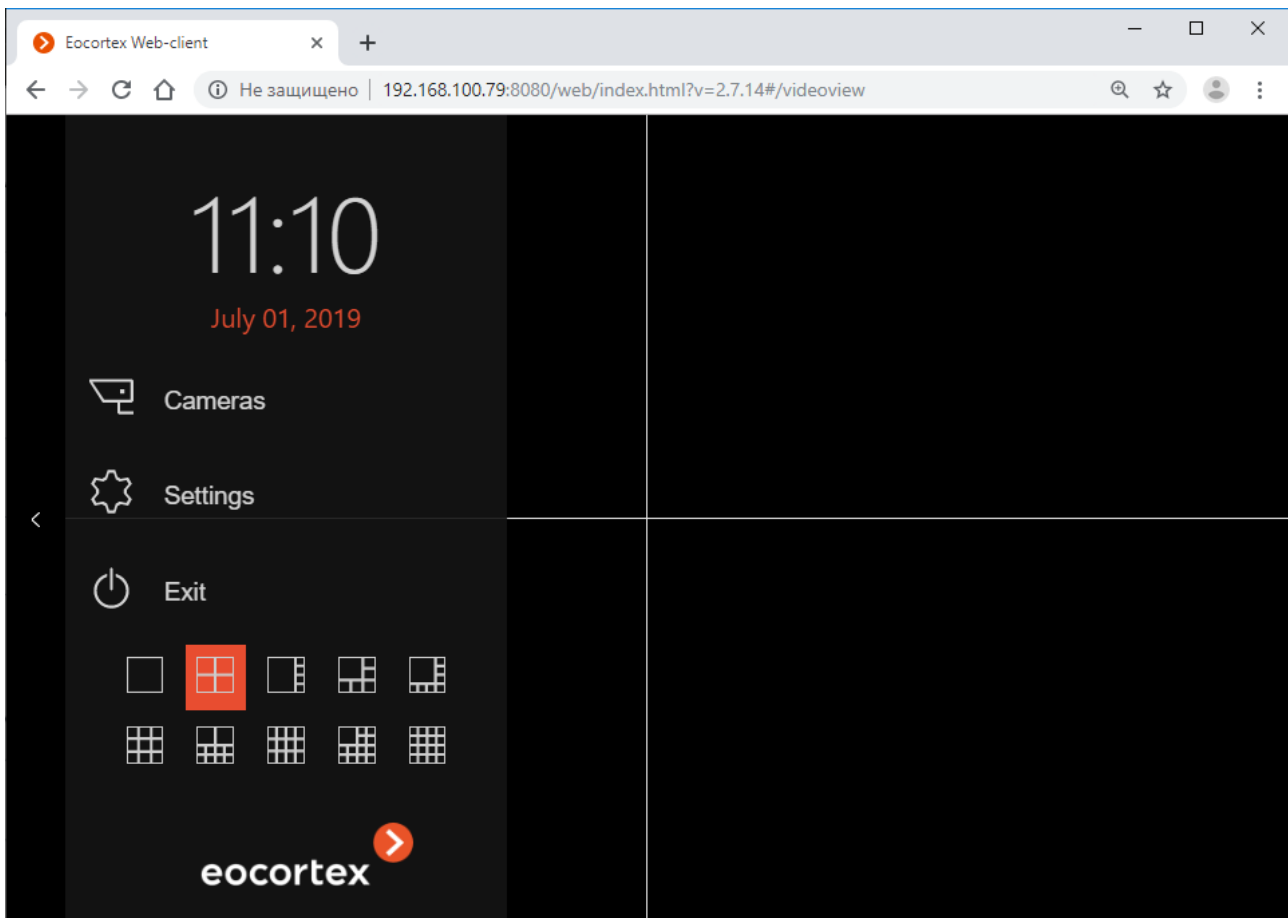 Eocortex Web-client
Не защищено | 192.168.100.79:8080/web/index.html?v=2.7.14#/videoview
11:10
July 01, 2019
Cameras
Settings
Exit
eocortex